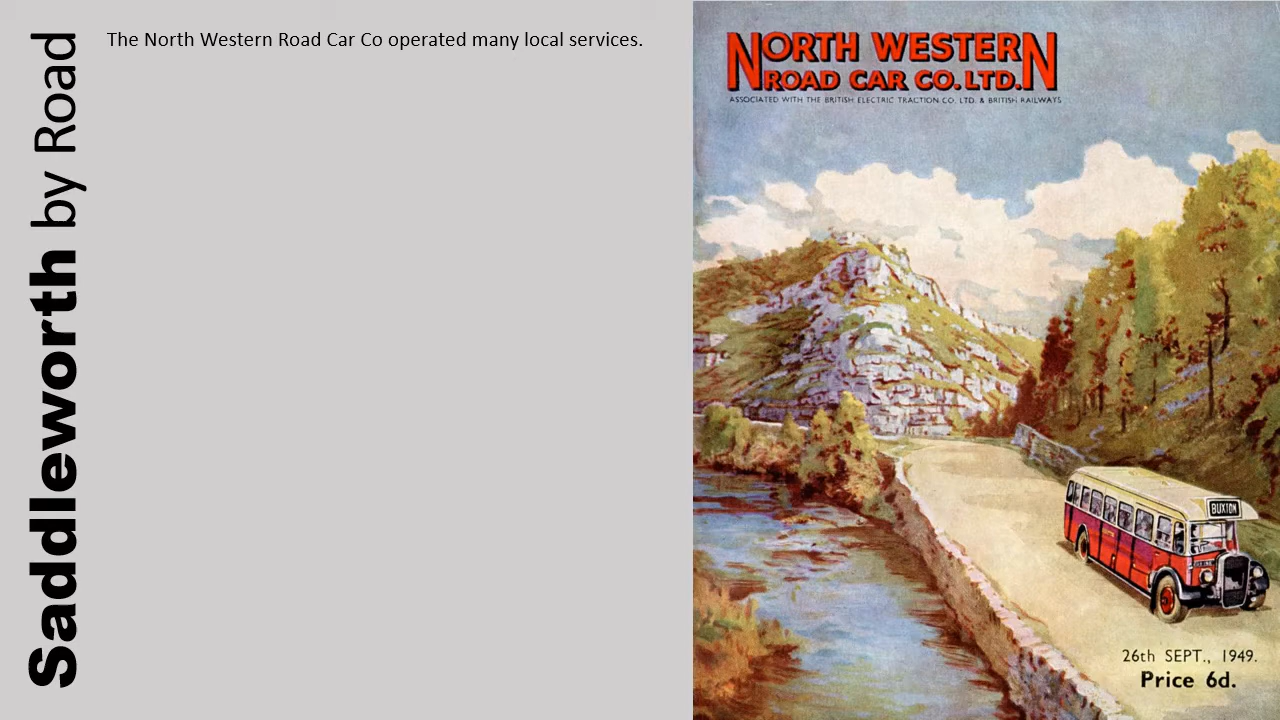 Saddleworth by Road
The North Western Road Car Co operated many local services.
NORTH WESTERN
ROAD CAR CO. LTD.
ASSOCIATED WITH THE BRITISH ELECTRIC TRACTION CO. LTD. & BRITISH RAILWAYS
BUXTON
26th SEPT., 1949.
Price 6d.